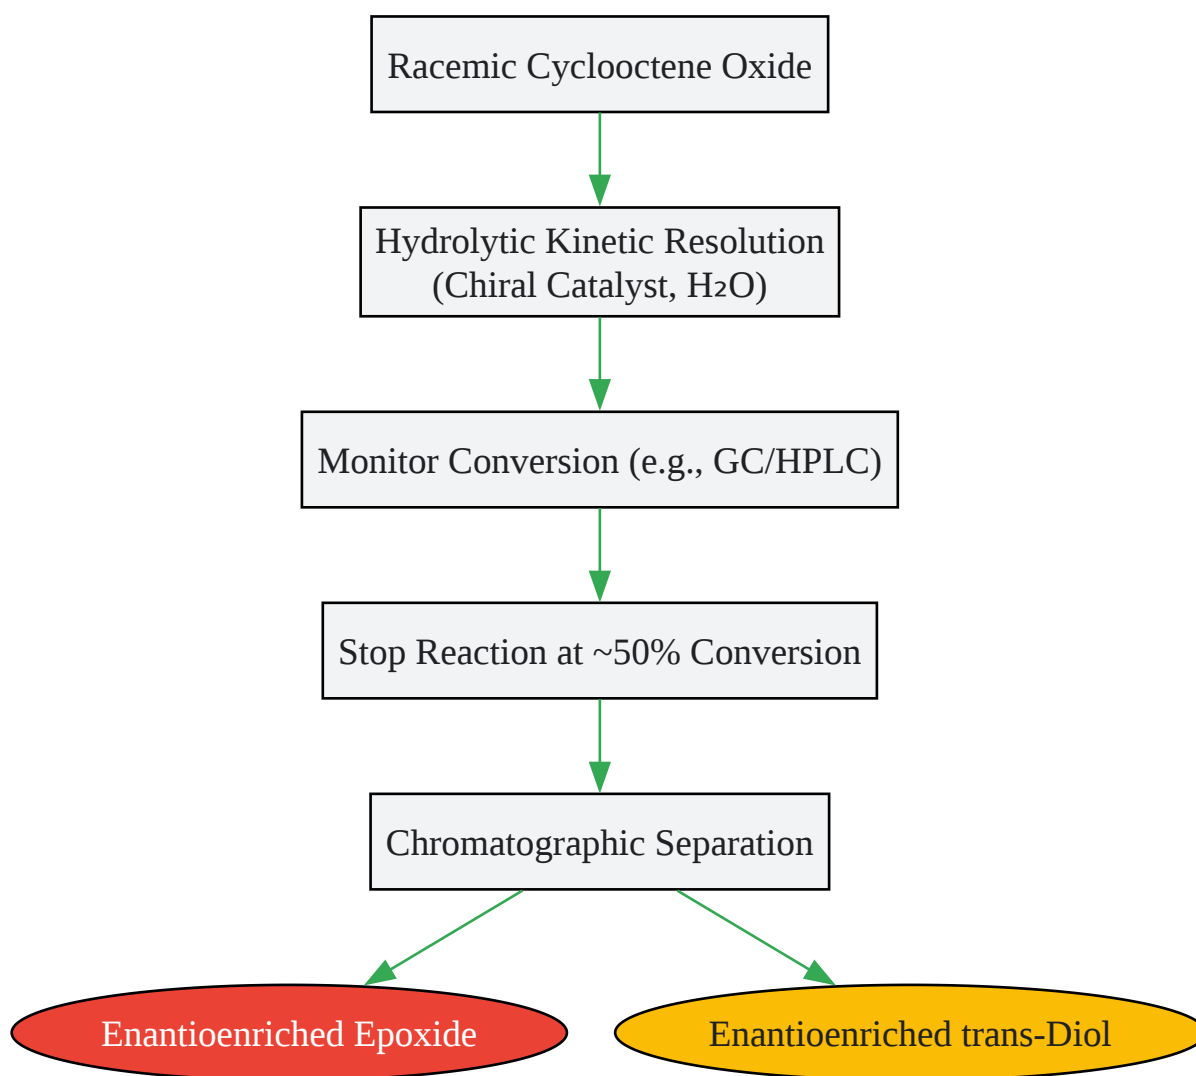 Racemic Cyclooctene Oxide
Hydrolytic Kinetic Resolution
(Chiral Catalyst, H₂O)
Monitor Conversion (e.g., GC/HPLC)
Stop Reaction at ~50% Conversion
Chromatographic Separation
Enantioenriched Epoxide
Enantioenriched trans-Diol